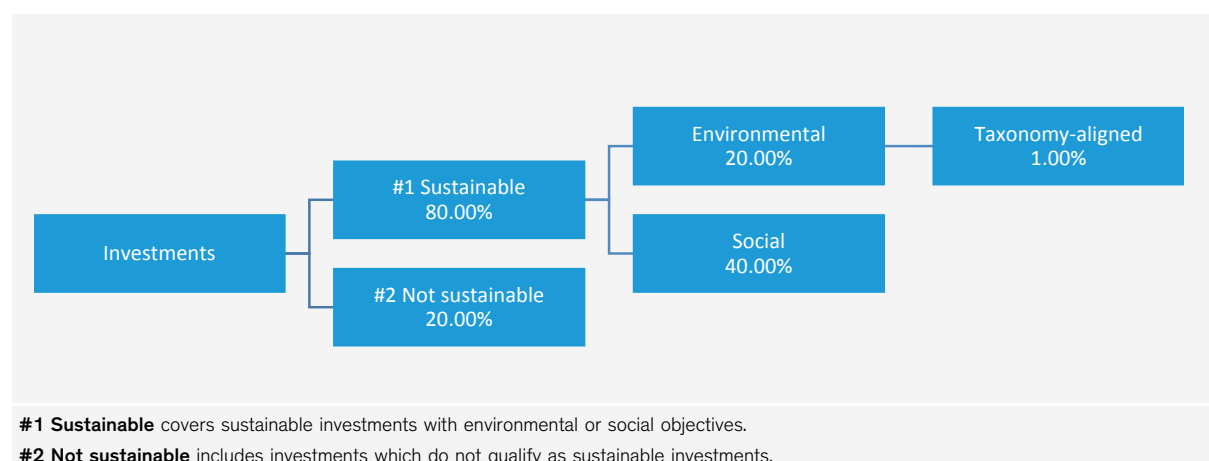 Investments
#1 Sustainable
80.00%
#2 Not sustainable
20.00%
Environmental
20.00%
Social
40.00%
Taxonomy-aligned
1.00%
#1 Sustainable covers sustainable investments with environmental or social objectives.
#2 Not sustainable includes investments which do not qualify as sustainable investments.